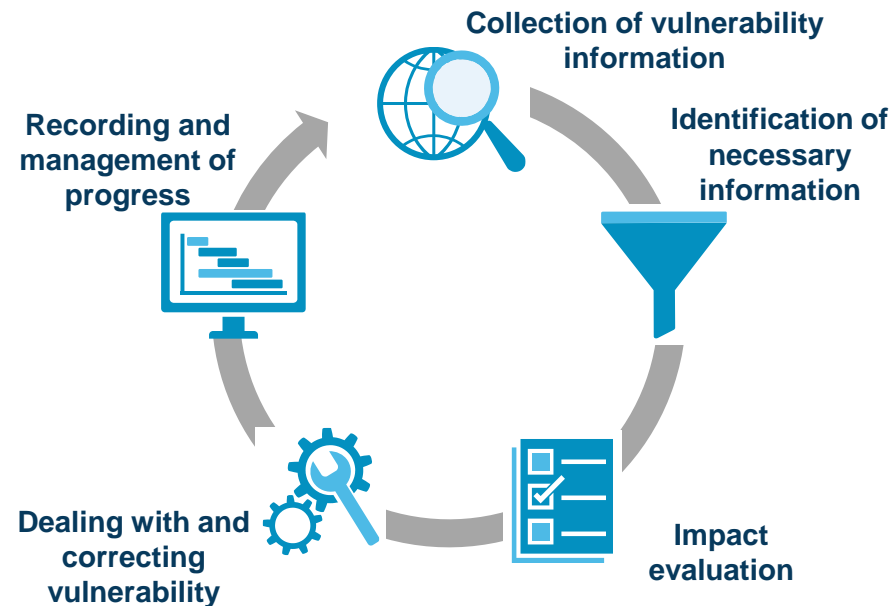 Collection of vulnerability
information
Identification of
necessary
information
Impact
evaluation
Dealing with and
correcting
vulnerability
Recording and
management of
progress